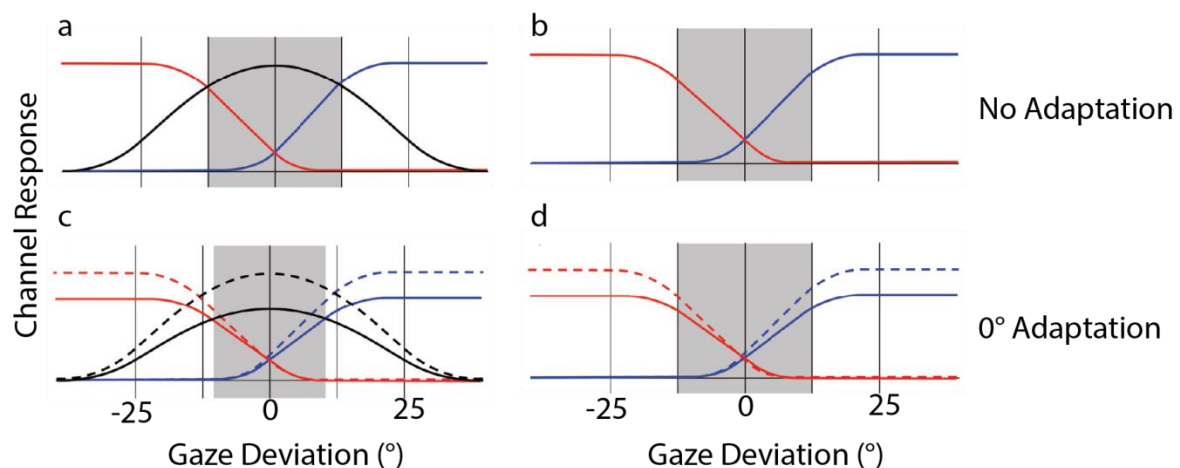 a
b
No Adaptation
Channel Response
c
d
0° Adaptation
-25
0
25
-25
0
25
Gaze Deviation (°)
Gaze Deviation (°)